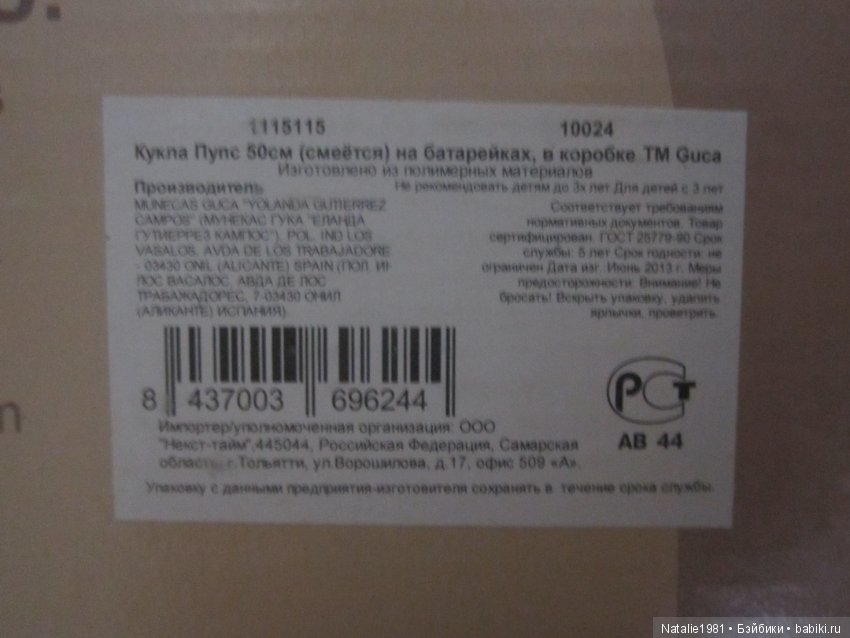 1115115 10024
Кукла Пупс 50см (смеётся) на батарейках, в коробке ТМ Guca
Изготовлено из полимерных материалов
Производитель
Не рекомендовать детям до 3х лет Для детей с 3 лет
MUNECAS GUCA "YOLANDA GUTIERREZ
CAMPOS" (МУНЕКАС ГУКА "ЕЛАНДА
ГУТИЕРРЕЗ КАМПОС"), POL. IND LOS
VASALOS, AVDA DE LOS TRABAJADORE
- 03430 ONIL (ALICANTE) SPAIN (ПОЛ. ИН
ЛОС ВАСАЛОС, АВДА ДЕ ЛОС
ТРАБАЖАДОРЕС, 7-03430 ОНИЛ
(АЛИКАНТЕ) ИСПАНИЯ)
Соответствует требованиям
нормативных документов. Товар
сертифицирован. ГОСТ 25779-90 Срок
службы: 5 лет Срок годности: не
ограничен Дата изг. Июнь 2013 г. Меры
предосторожности: Внимание! Не
бросать! Вскрыть упаковку, удалить
ярлычки, проветрить.
8 437003 696244
РСТ
АВ 44
Импортер/уполномоченная организация: ООО
"Некст-тайм",445044, Российская Федерация, Самарская
область, г.Тольятти, ул.Ворошилова, д.17, офис 509 «А».
Упаковку с данными предприятия-изготовителя сохранять в течение срока службы.
Natalie1981 • Бэйбики • babiki.ru